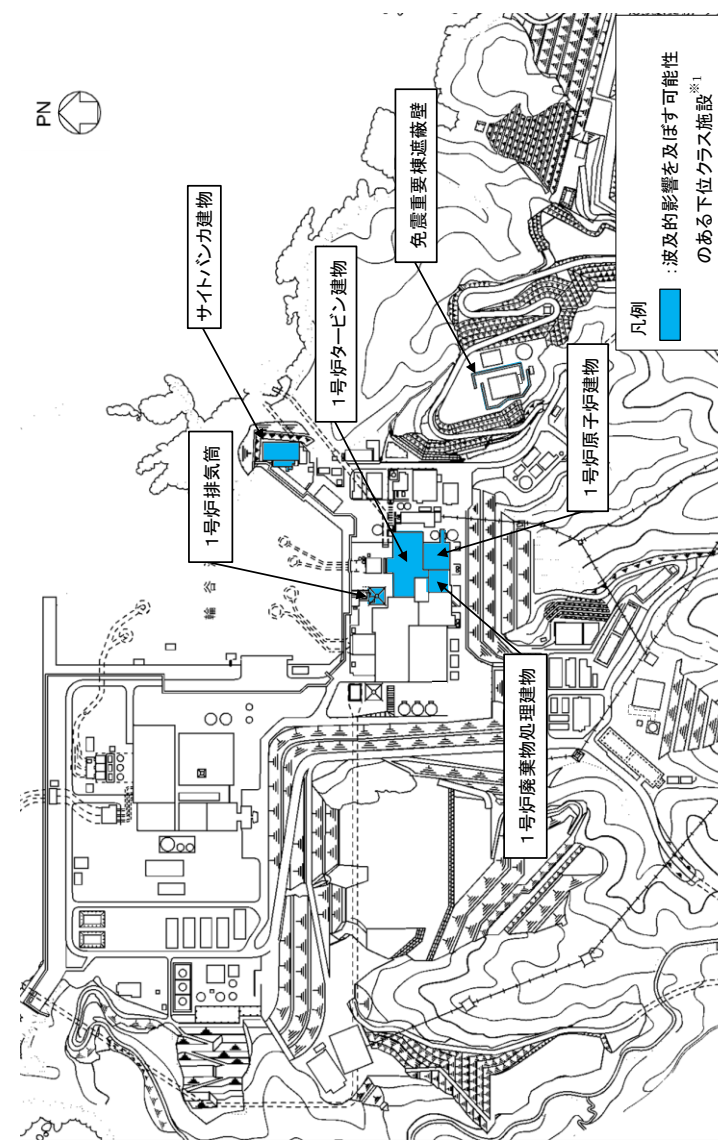 PN
サイトバンカ建物
1号炉排気筒
1号炉タービン建物
免震重要棟遮蔽壁
輪谷
1号炉原子炉建物
1号炉廃棄物処理建物
凡例
:波及的影響を及ぼす可能性
のある下位クラス施設※1